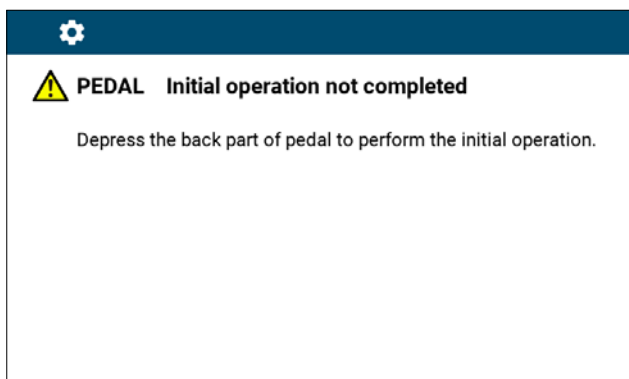 PEDAL Initial operation not completed
Depress the back part of pedal to perform the initial operation.